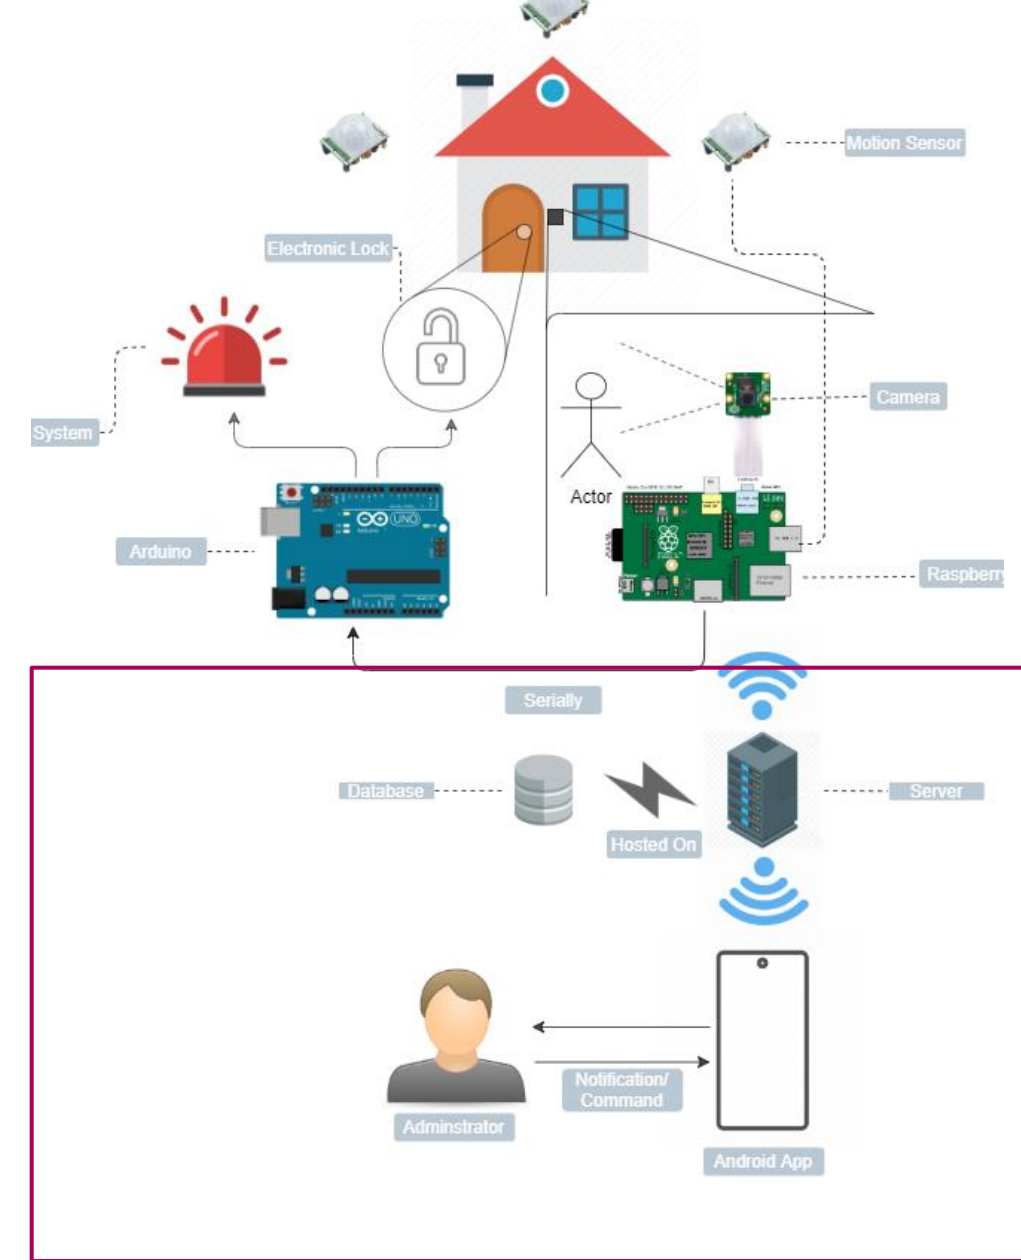 Motion Sensor
Electronic Lock
Camera
System
Actor
UNO
Arduino
Raspberry
Serially
Database
Server
Hosted On
Notification/
Command
Adminstrator
Android App